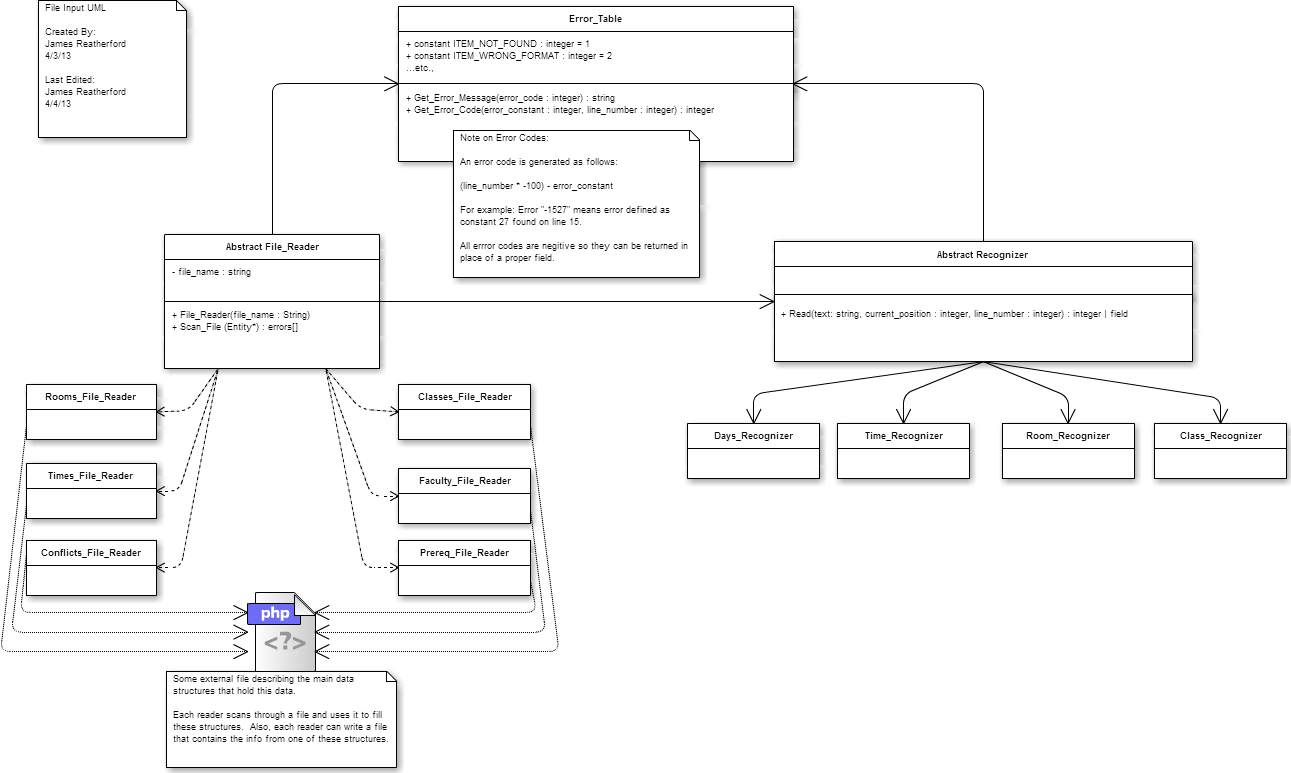 File Input UML
Created By:
James Reatherford
4/3/13
Last Edited:
James Reatherford
4/4/13
Error_Table
+ constant ITEM_NOT_FOUND : integer = 1
+ constant ITEM_WRONG_FORMAT : integer = 2
...etc.,
+ Get_Error_Message(error_code : integer) : string
+ Get_Error_Code(error_constant : integer, line_number : integer) : integer
Note on Error Codes:
An error code is generated as follows:
(line_number * -100) - error_constant
For example: Error "-1527" means error defined as
constant 27 found on line 15.
All errror codes are negitive so they can be returned in
place of a proper field.
Abstract File_Reader
- file_name : string
+ File_Reader(file_name : String)
+ Scan_File (Entity*) : errors[]
Abstract Recognizer
+ Read(text: string, current_position : integer, line_number : integer) : integer | field
Rooms_File_Reader
Classes_File_Reader
Days_Recognizer
Time_Recognizer
Room_Recognizer
Class_Recognizer
Times_File_Reader
Faculty_File_Reader
Conflicts_File_Reader
Prereq_File_Reader
php
<?>
Some external file describing the main data
structures that hold this data.
Each reader scans through a file and uses it to fill
these structures.  Also, each reader can write a file
that contains the info from one of these structures.